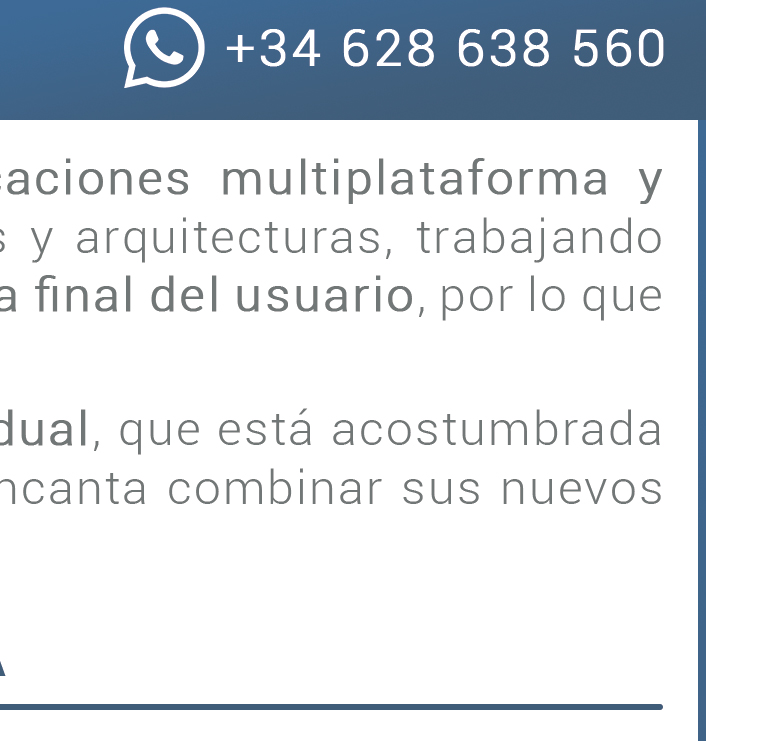 +34 628 638 560
caciones multiplataforma y
s y arquitecturas, trabajando
a final del usuario, por lo que
dual, que está acostumbrada
ncanta combinar sus nuevos